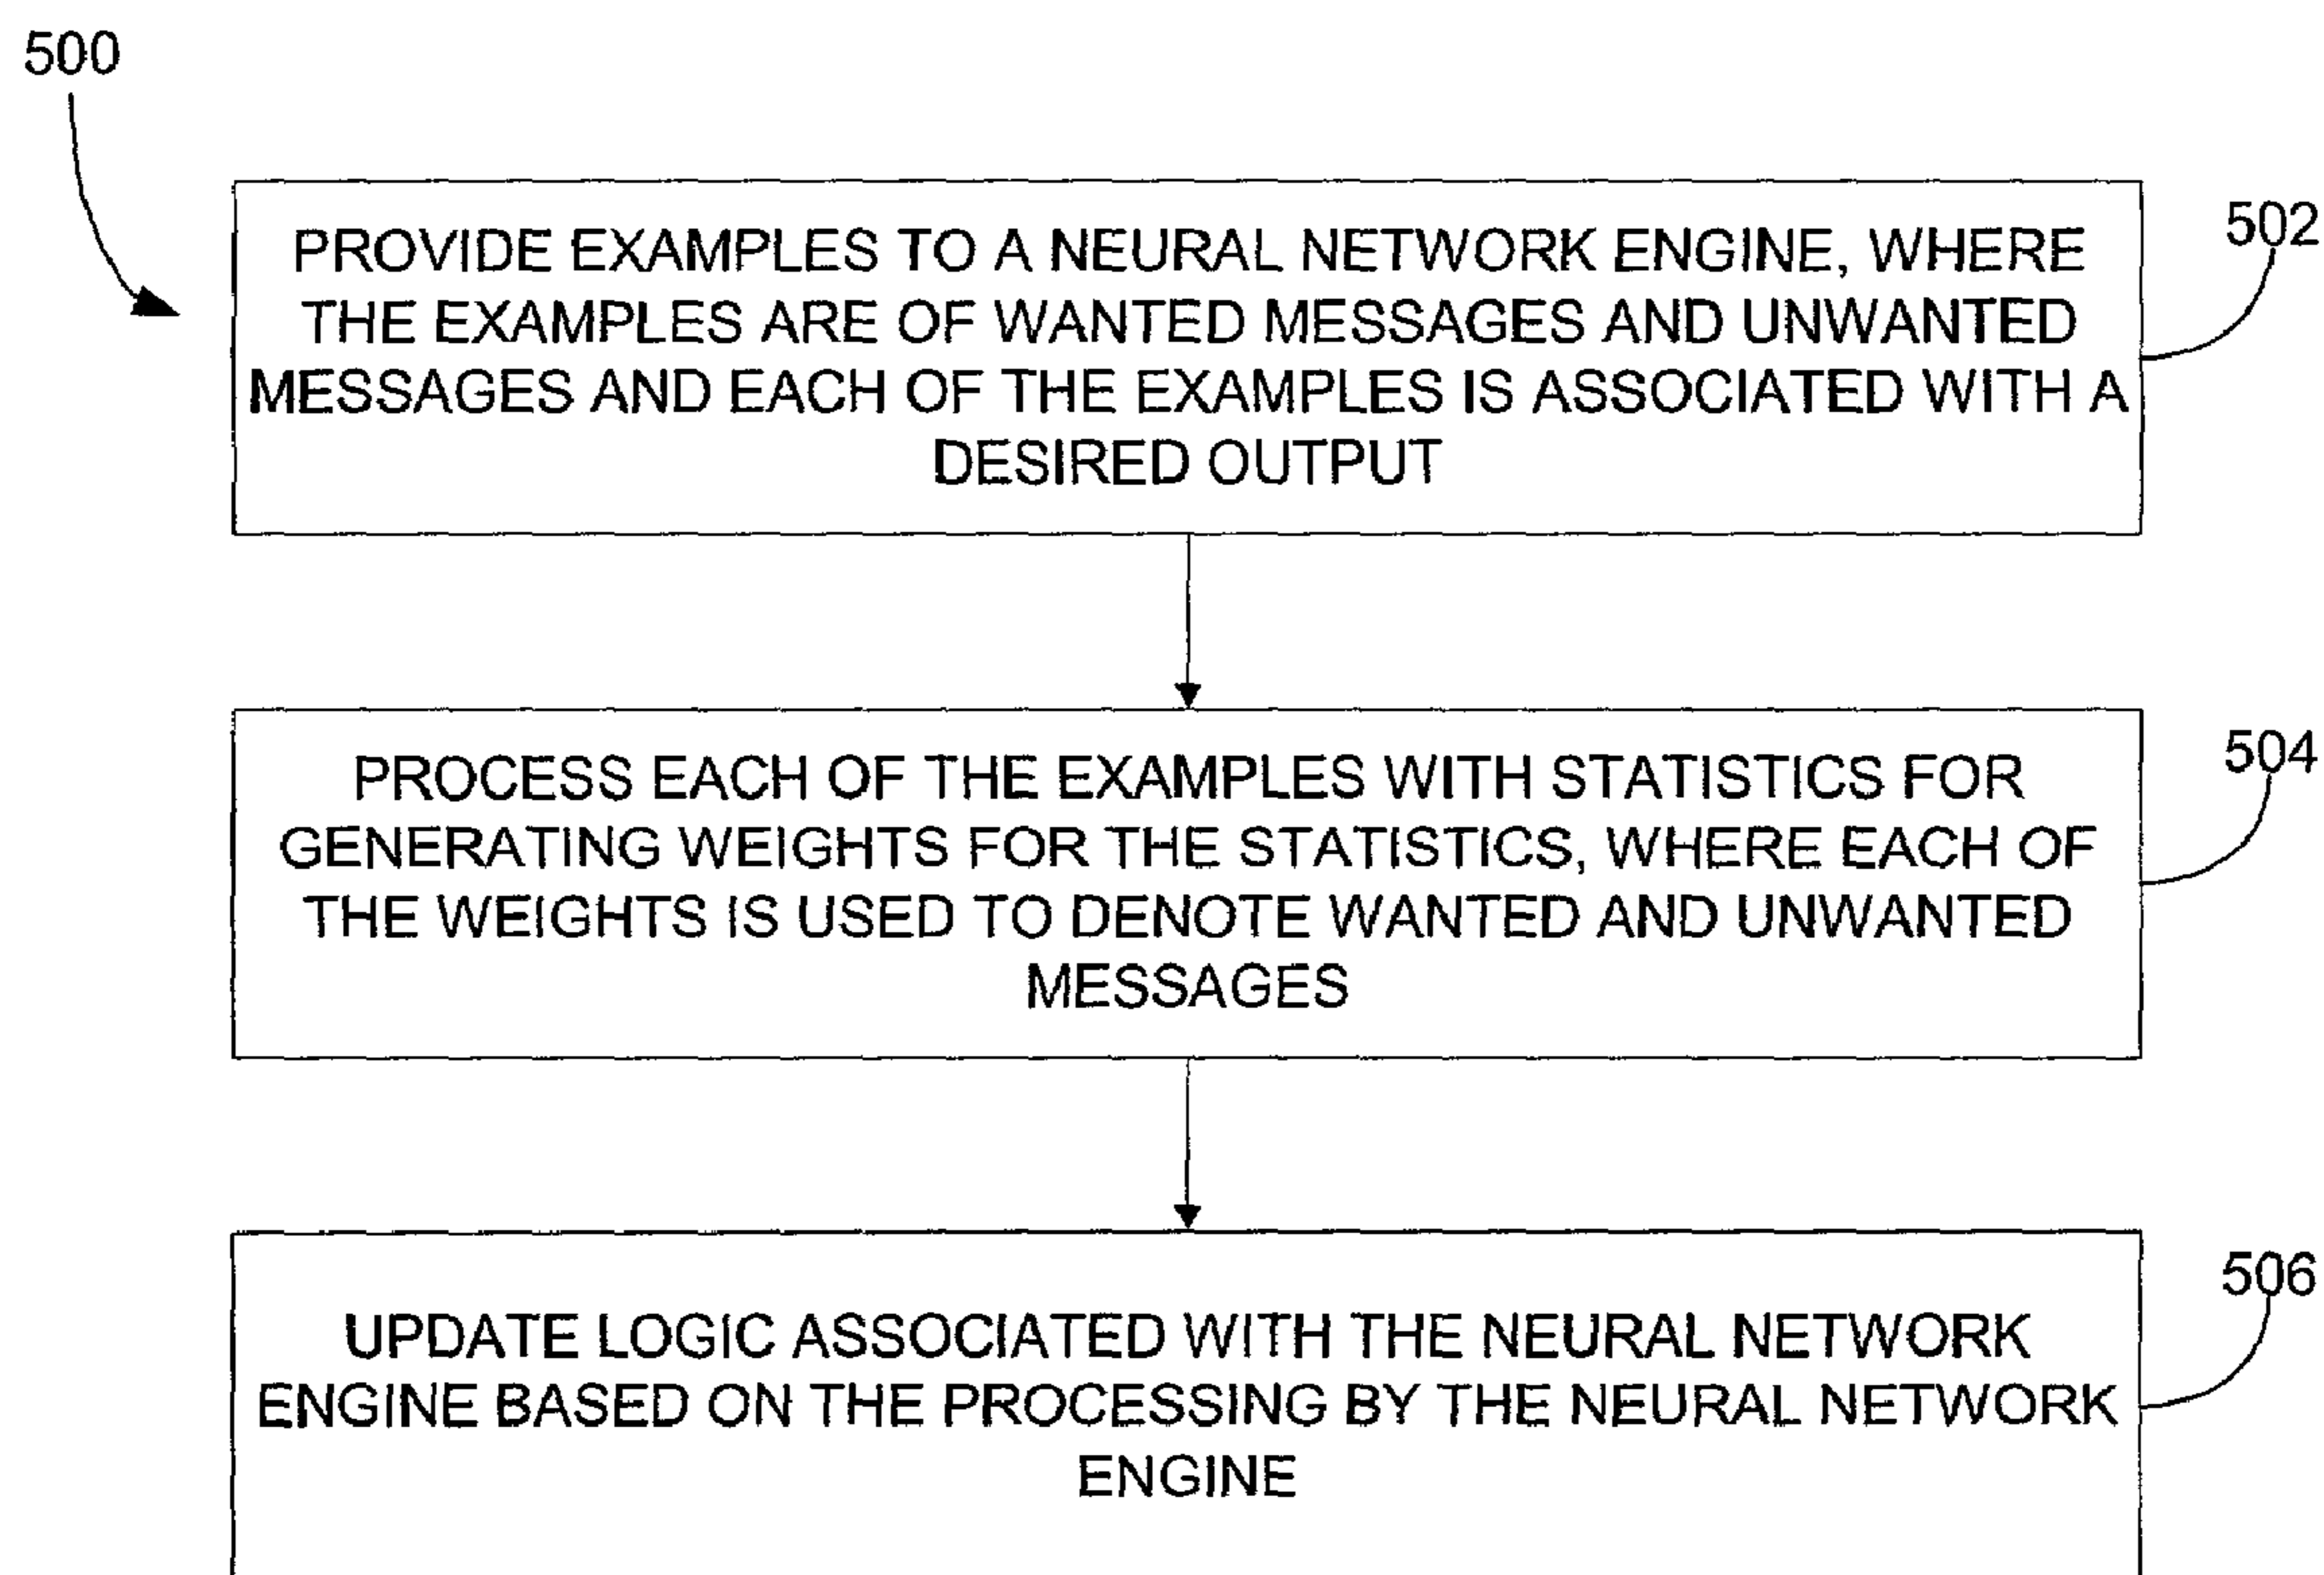 500
PROVIDE EXAMPLES TO A NEURAL NETWORK ENGINE, WHERE
THE EXAMPLES ARE OF WANTED MESSAGES AND UNWANTED
MESSAGES AND EACH OF THE EXAMPLES IS ASSOCIATED WITH A
DESIRED OUTPUT
502
PROCESS EACH OF THE EXAMPLES WITH STATISTICS FOR
GENERATING WEIGHTS FOR THE STATISTICS, WHERE EACH OF
THE WEIGHTS IS USED TO DENOTE WANTED AND UNWANTED
MESSAGES
504
UPDATE LOGIC ASSOCIATED WITH THE NEURAL NETWORK
ENGINE BASED ON THE PROCESSING BY THE NEURAL NETWORK
ENGINE
506